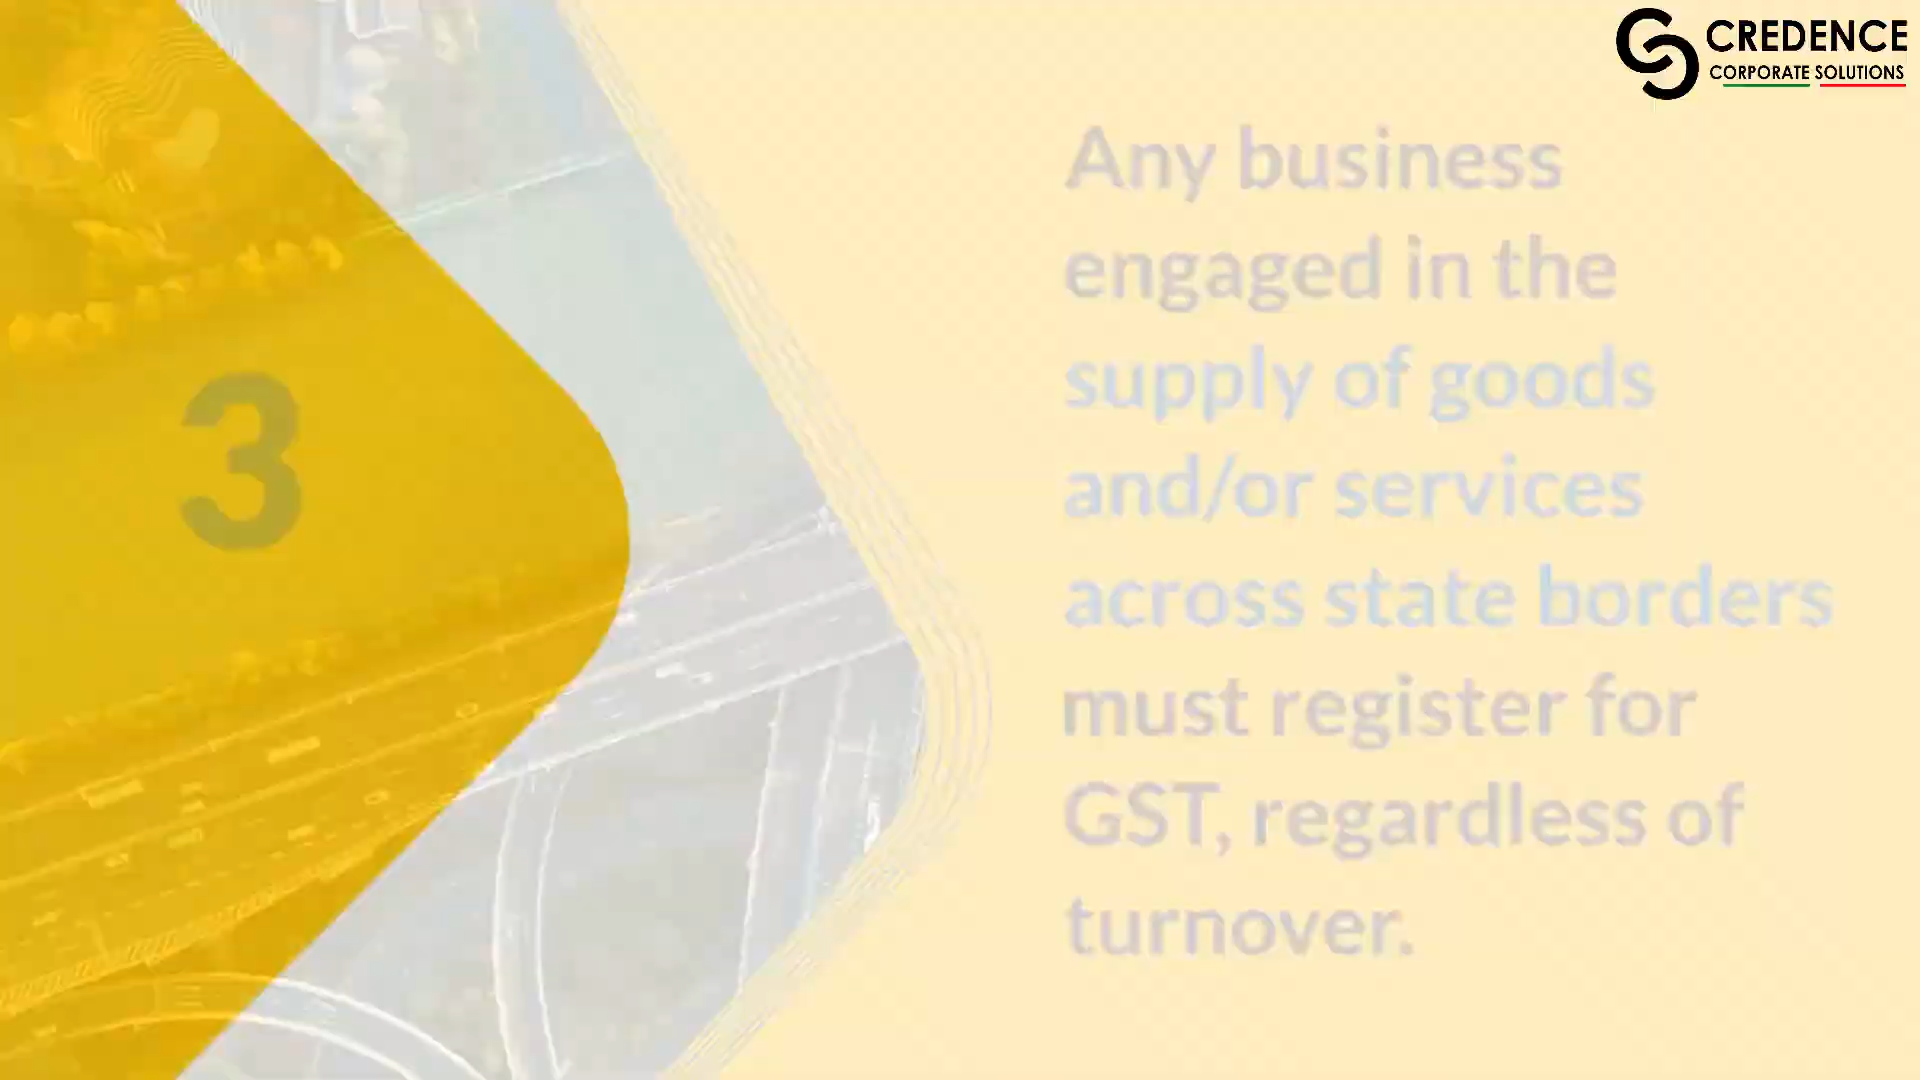 CREDENCE
CORPORATE SOLUTIONS
3
Any business
engaged in the
supply of goods
and/or services
across state borders
must register for
GST, regardless of
turnover.